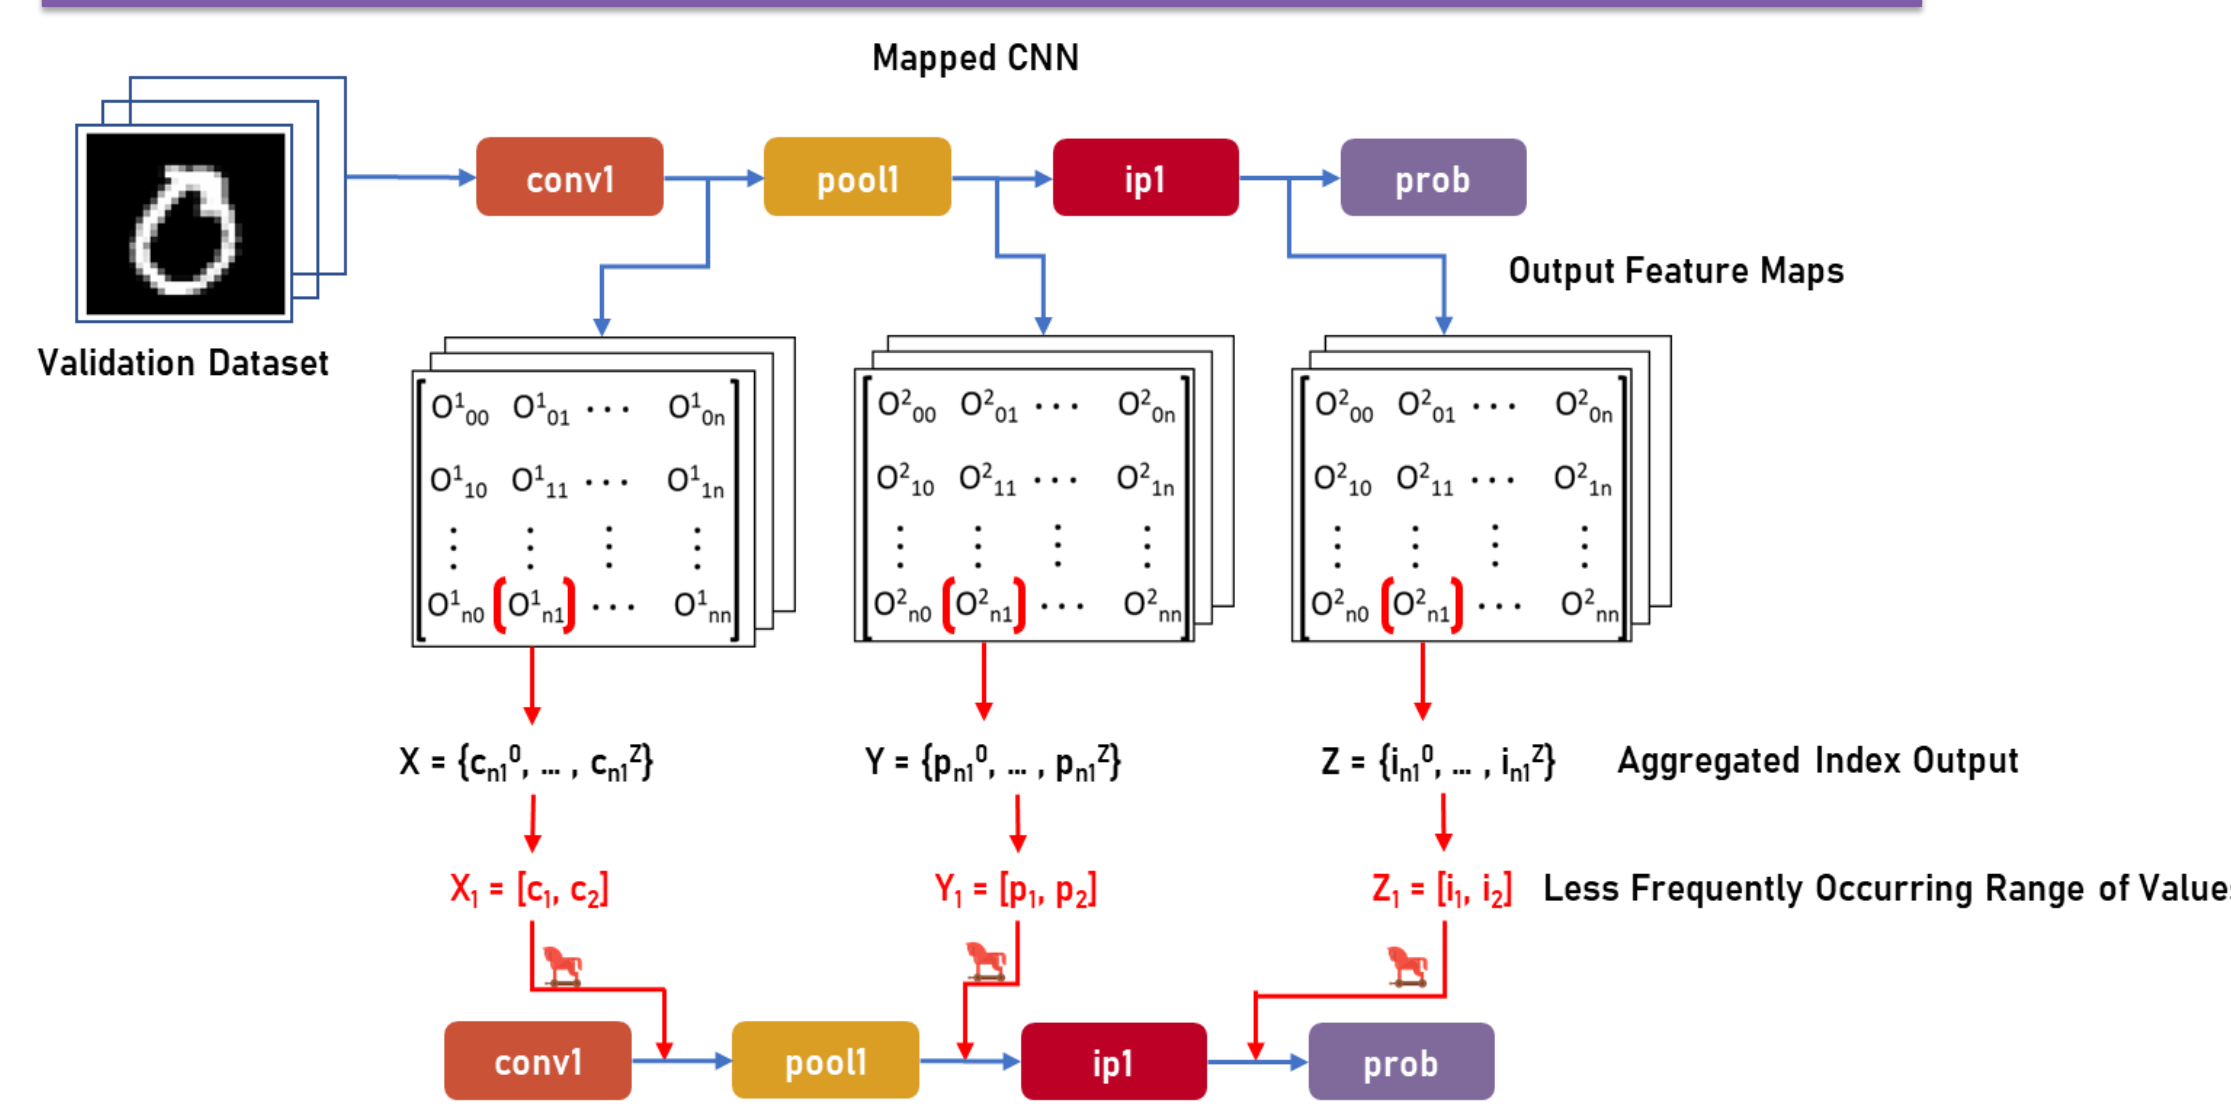 Mapped CNN
conv1 pool1 ip1 prob
Output Feature Maps
Validation Dataset
O¹₀₀ O¹₀₁ ··· O¹₀ₙ
O¹₁₀ O¹₁₁ ··· O¹₁ₙ
O¹ₙ₀ O¹ₙ₁ ··· O¹ₙₙ
O²₀₀ O²₀₁ ··· O²₀ₙ
O²₁₀ O²₁₁ ··· O²₁ₙ
O²ₙ₀ O²ₙ₁ ··· O²ₙₙ
O²₀₀ O²₀₁ ··· O²₀ₙ
O²₁₀ O²₁₁ ··· O²₁ₙ
O²ₙ₀ O²ₙ₁ ··· O²ₙₙ
X = {cₙ₁⁰, ... , cₙ₁ᶻ} Y = {pₙ₁⁰, ... , pₙ₁ᶻ} Z = {iₙ₁⁰, ... , iₙ₁ᶻ} Aggregated Index Output
X₁ = [c₁, c₂] Y₁ = [p₁, p₂] Z₁ = [i₁, i₂] Less Frequently Occurring Range of Values
conv1 pool1 ip1 prob